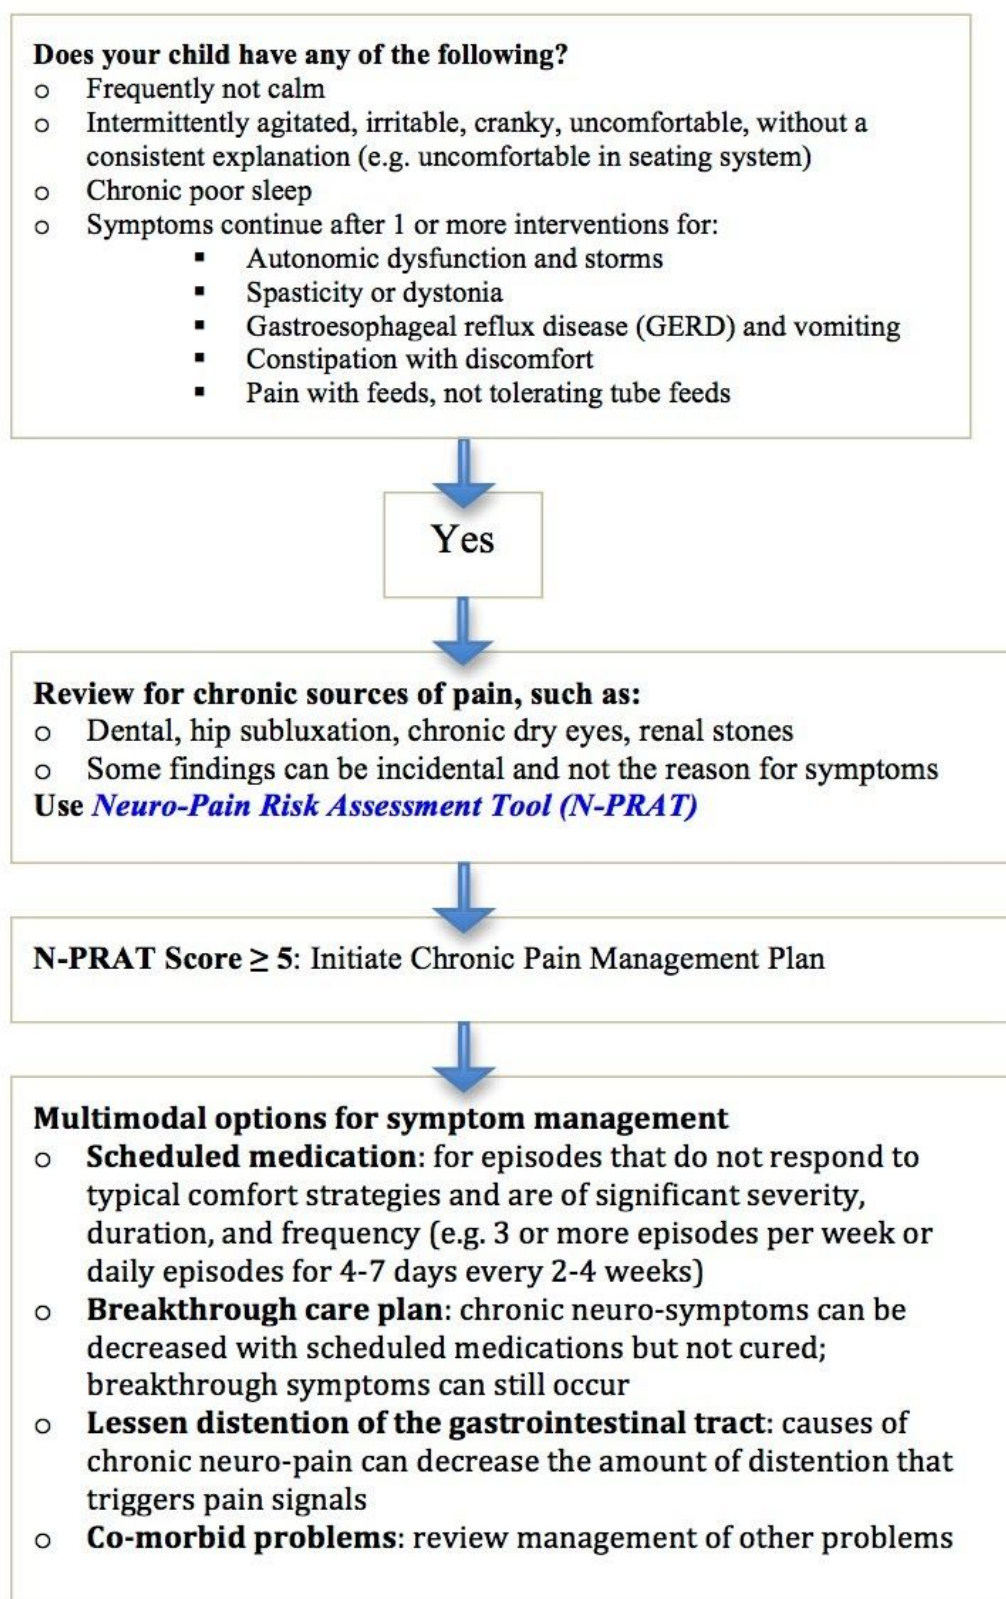 Does your child have any of the following?
o Frequently not calm
o Intermittently agitated, irritable, cranky, uncomfortable, without a
consistent explanation (e.g. uncomfortable in seating system)
o Chronic poor sleep
o Symptoms continue after 1 or more interventions for:
▪ Autonomic dysfunction and storms
▪ Spasticity or dystonia
▪ Gastroesophageal reflux disease (GERD) and vomiting
▪ Constipation with discomfort
▪ Pain with feeds, not tolerating tube feeds
Yes
Review for chronic sources of pain, such as:
o Dental, hip subluxation, chronic dry eyes, renal stones
o Some findings can be incidental and not the reason for symptoms
Use Neuro-Pain Risk Assessment Tool (N-PRAT)
N-PRAT Score ≥ 5: Initiate Chronic Pain Management Plan
Multimodal options for symptom management
o Scheduled medication: for episodes that do not respond to
typical comfort strategies and are of significant severity,
duration, and frequency (e.g. 3 or more episodes per week or
daily episodes for 4-7 days every 2-4 weeks)
o Breakthrough care plan: chronic neuro-symptoms can be
decreased with scheduled medications but not cured;
breakthrough symptoms can still occur
o Lessen distention of the gastrointestinal tract: causes of
chronic neuro-pain can decrease the amount of distention that
triggers pain signals
o Co-morbid problems: review management of other problems